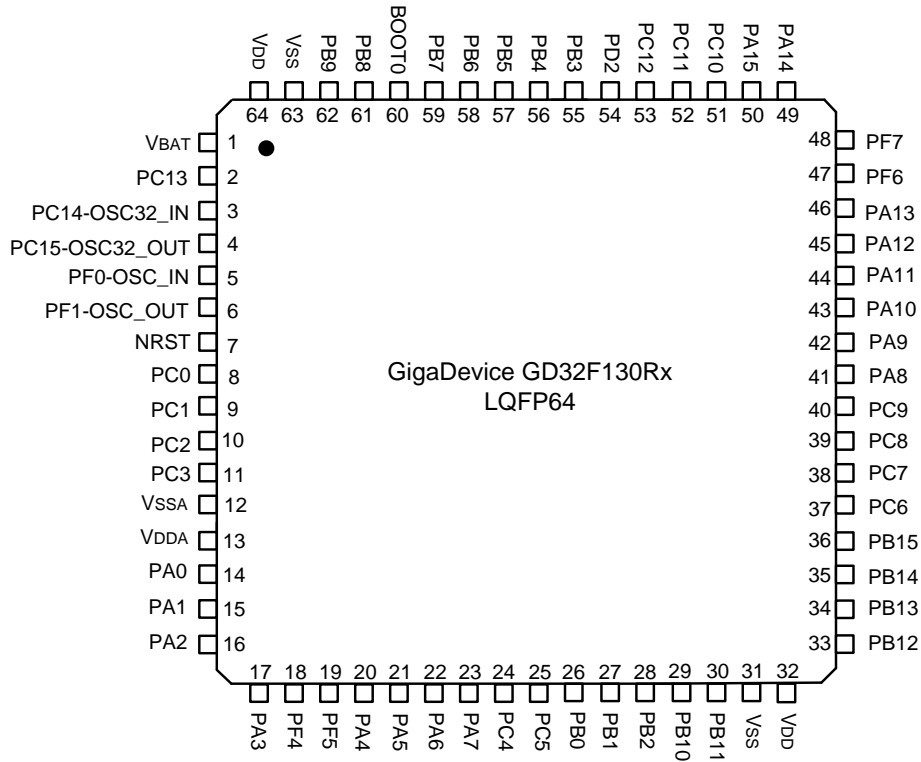 VDD VSS PB9 PB8 BOOT0 PB7 PB6 PB5 PB4 PB3 PD2 PC12 PC11 PC10 PA15 PA14
64 63 62 61 60 59 58 57 56 55 54 53 52 51 50 49
VBAT 1 48 PF7
PC13 2 47 PF6
PC14-OSC32_IN 3 46 PA13
PC15-OSC32_OUT 4 45 PA12
PF0-OSC_IN 5 44 PA11
PF1-OSC_OUT 6 43 PA10
NRST 7 42 PA9
PC0 8 41 PA8
GigaDevice GD32F130Rx
LQFP64
PC1 9 40 PC9
PC2 10 39 PC8
PC3 11 38 PC7
VSSA 12 37 PC6
VDDA 13 36 PB15
PA0 14 35 PB14
PA1 15 34 PB13
PA2 16 33 PB12
17 18 19 20 21 22 23 24 25 26 27 28 29 30 31 32
PA3 PF4 PF5 PA4 PA5 PA6 PA7 PC4 PC5 PB0 PB1 PB2 PB10 PB11 VSS VDD